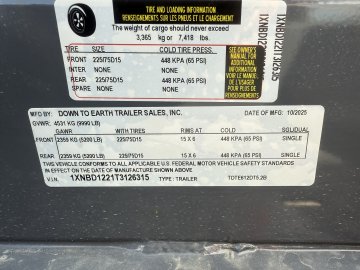 TIRE AND LOADING INFORMATION
RENSEIGNEMENTS SUR LES PNEUS ET LE CHARGEMENT
The weight of cargo should never exceed
3,365 kg or 7,418 lbs.
TIRE SIZE COLD TIRE PRESS.
FRONT 225/75D15 448 KPA (65 PSI)
INTER NONE NONE
REAR 225/75D15 448 KPA (65 PSI)
SPARE NONE NONE
SEE OWNER'S
MANUAL FOR
ADDITIONAL
INFORMATION
VOIR LE MANUEL
DE L'USAGER
POUR PLUS DE
RENSEIGNEMENTS
1XNBD1221T3126315
MANUFACTURED BY: DOWN TO EARTH TRAILER SALES, INC. DATE OF MFG.: 10/2025
GVWR: 4531 KG (9990 LB)
GAWR TIRES RIMS AT COLD PSI SGL/DUAL
FRONT (2359 KG (5200 LB) 225/75D15 15 X 6 448 KPA (65 PSI) SINGLE
REAR (2359 KG (5200 LB) 225/75D15 15 X 6 448 KPA (65 PSI) SINGLE
THIS VEHICLE CONFORMS TO ALL APPLICABLE U.S. FEDERAL MOTOR VEHICLE SAFETY STANDARDS
IN EFFECT ON THE DATE OF MANUFACTURE SHOWN ABOVE.
V.I.N. 1XNBD1221T3126315 TYPE: TRAILER DTE612DT5.2B